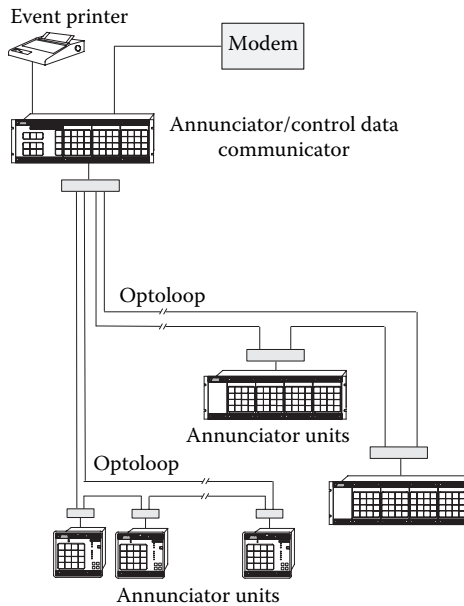 Event printer
Modem
Annunciator/control data
communicator
Optoloop
Annunciator units
Optoloop
Annunciator units